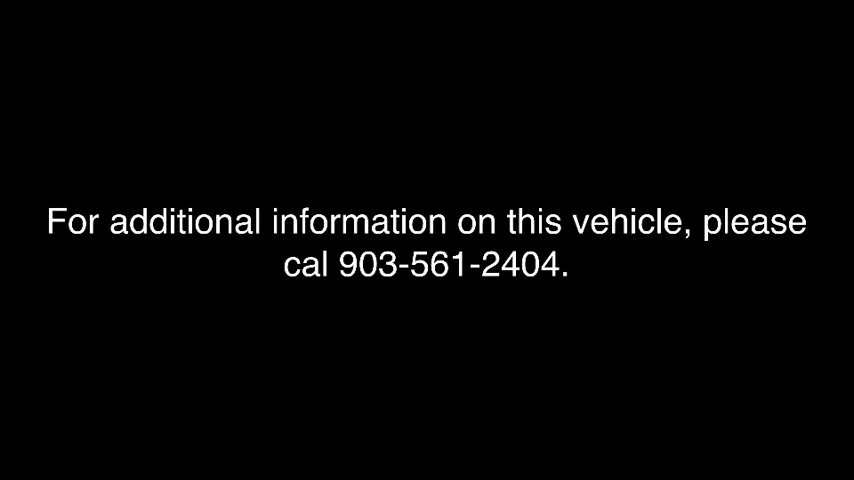 For additional information on this vehicle, please
cal 903-561-2404.